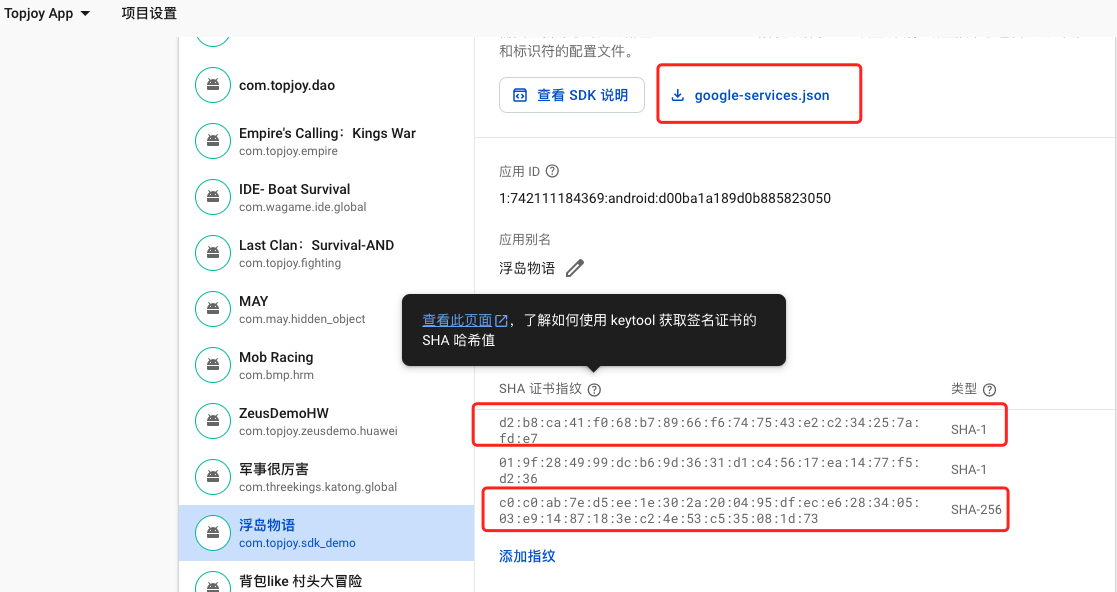 Topjoy App
项目设置
com.topjoy.dao
Empire's Calling：Kings War
com.topjoy.empire
IDE- Boat Survival
com.wagame.ide.global
Last Clan：Survival-AND
com.topjoy.fighting
MAY
com.may.hidden_object
Mob Racing
com.bmp.hrm
ZeusDemoHW
com.topjoy.zeusdemo.huawei
军事很厉害
com.threekings.katong.global
浮岛物语
com.topjoy.sdk_demo
背包like 村头大冒险
和标识符的配置文件。
查看 SDK 说明
google-services.json
应用 ID
1:742111184369:android:d00ba1a189d0b885823050
应用别名
浮岛物语
查看此页面，了解如何使用 keytool 获取签名证书的
SHA 哈希值
SHA 证书指纹
类型
d2:b8:ca:41:f0:68:b7:89:66:f6:74:75:43:e2:c2:34:25:7a:
fd:e7
SHA-1
01:9f:28:49:99:dc:b6:9d:36:31:d1:c4:56:17:ea:14:77:f5:
d2:36
SHA-1
c0:c0:ab:7e:d5:ee:1e:30:2a:20:04:95:df:ec:e6:28:34:05:
03:e9:14:87:18:3e:c2:4e:53:c5:35:08:1d:73
SHA-256
添加指纹